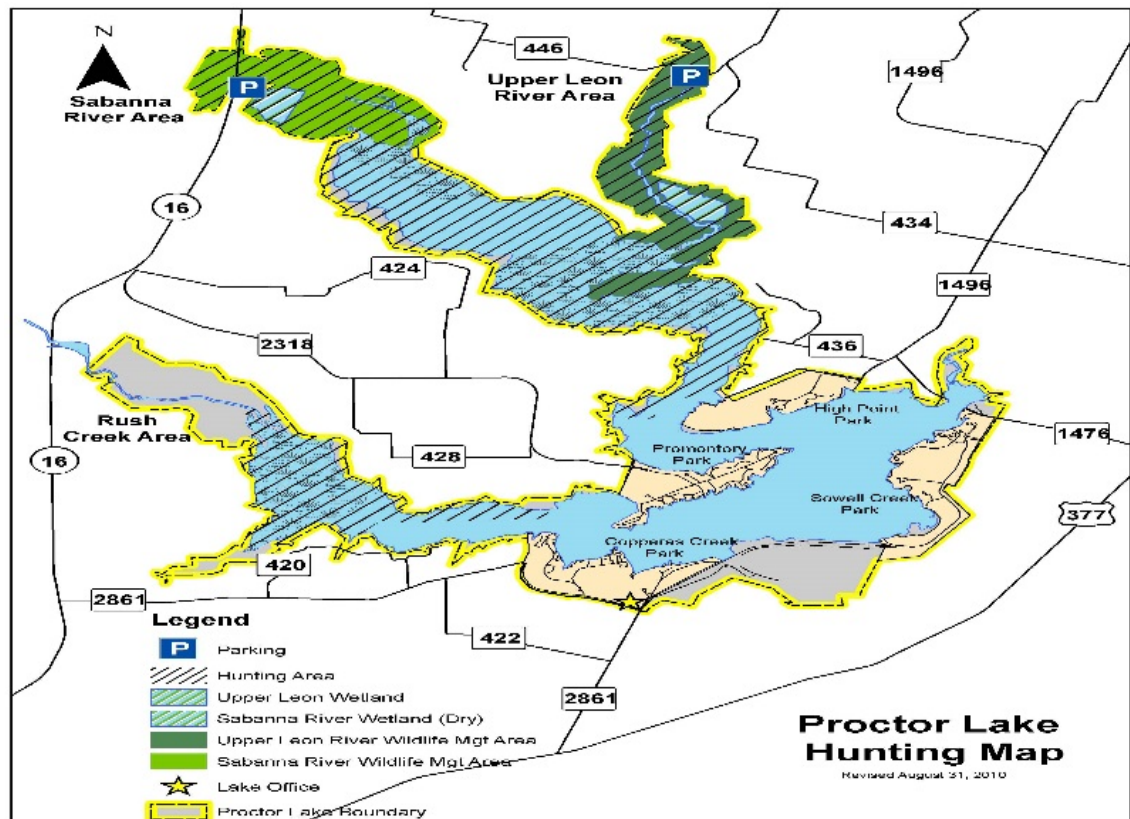 N
446
Upper Leon
River Area
P
1496
P
Sabanna
River Area
16
434
424
1496
2318
436
Rush
Creek Area
High Point
Park
1476
16
428
Promontory
Park
Sowell Creek
Park
377
Copperas Creek
Park
420
2861
422
2861
Legend
P
Parking
Hunting Area
Upper Leon Wetland
Sabanna River Wetland (Dry)
Upper Leon River Wildlife Mgt Area
Sabanna River Wildlife Mgt Area
Lake Office
Proctor Lake Boundary
Proctor Lake
Hunting Map
Revised August 31, 2010